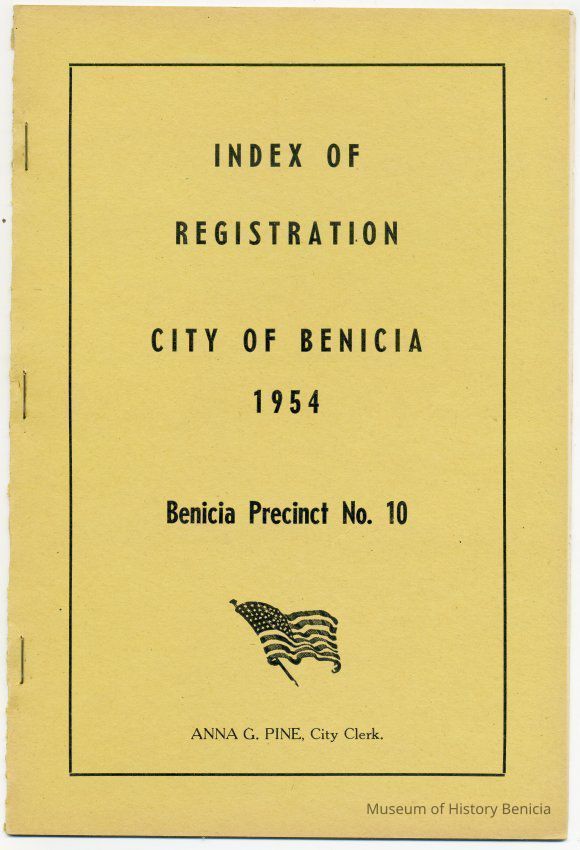 INDEX OF
REGISTRATION
CITY OF BENICIA
1954
Benicia Precinct No. 10
ANNA G. PINE, City Clerk.
Museum of History Benicia